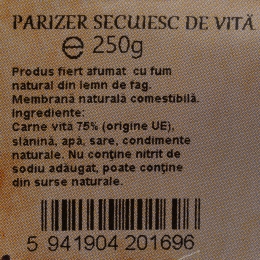 PARIZER SECUIESC DE VITĂ
℮ 250g
Produs fiert afumat cu fum
natural din lemn de fag.
Membrană naturală comestibilă.
Ingrediente:
Carne vită 75% (origine UE),
slănină, apă, sare, condimente
naturale. Nu conține nitrit de
sodiu adăugat, poate conține
din surse naturale.
5 941904 201696